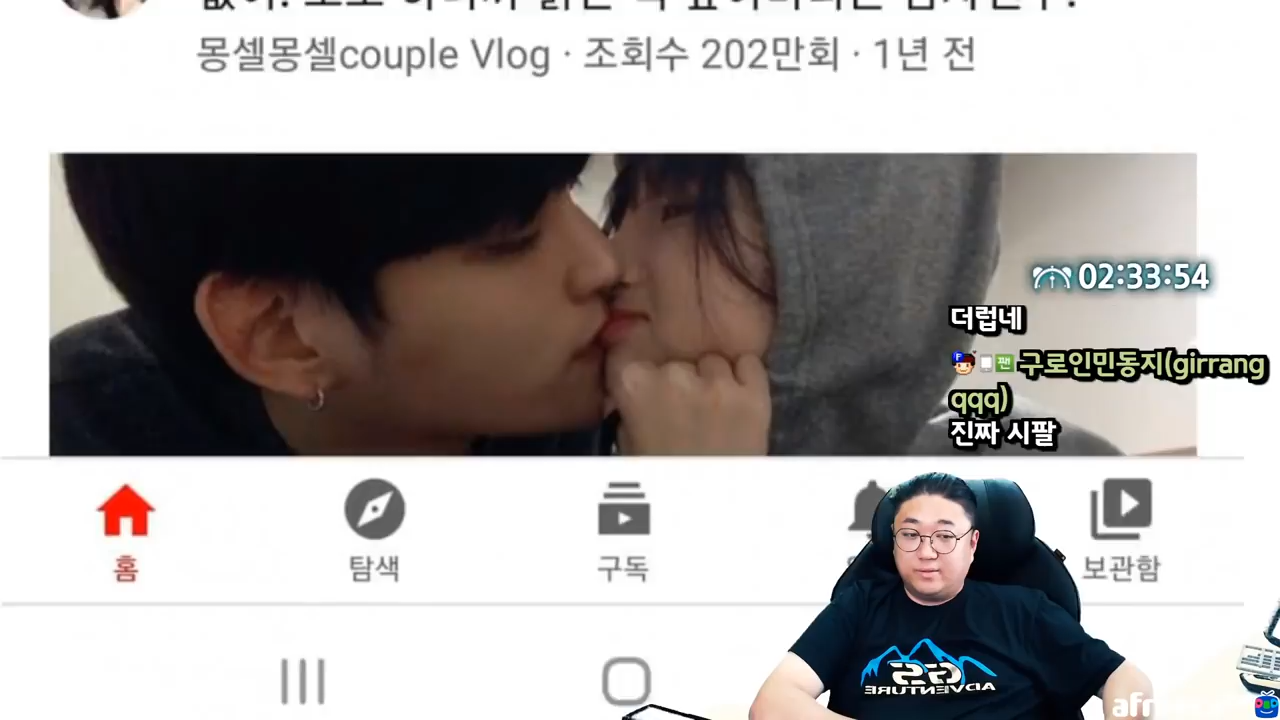 몽셀몽셀couple Vlog · 조회수 202만회 · 1년 전
02:33:54
더럽네
구로인민동지(girrang
qqq)
진짜 시팔
홈
탐색
구독
보관함
ADVENTURE